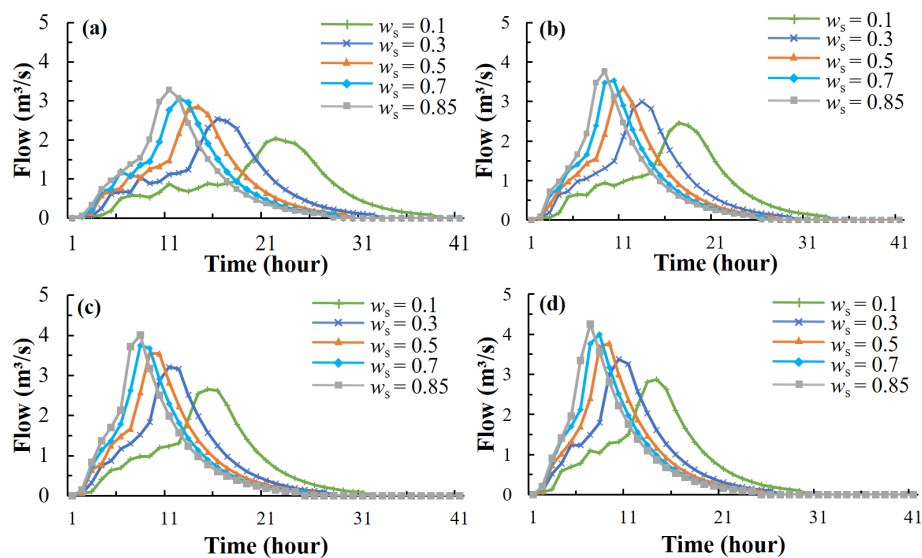 (a)
Flow (m³/s)
5
4
3
2
1
0
1 11 21 31 41
Time (hour)
wₛ = 0.1
wₛ = 0.3
wₛ = 0.5
wₛ = 0.7
wₛ = 0.85
(b)
Flow (m³/s)
5
4
3
2
1
0
1 11 21 31 41
Time (hour)
wₛ = 0.1
wₛ = 0.3
wₛ = 0.5
wₛ = 0.7
wₛ = 0.85
(c)
Flow (m³/s)
5
4
3
2
1
0
1 11 21 31 41
Time (hour)
wₛ = 0.1
wₛ = 0.3
wₛ = 0.5
wₛ = 0.7
wₛ = 0.85
(d)
Flow (m³/s)
5
4
3
2
1
0
1 11 21 31 41
Time (hour)
wₛ = 0.1
wₛ = 0.3
wₛ = 0.5
wₛ = 0.7
wₛ = 0.85